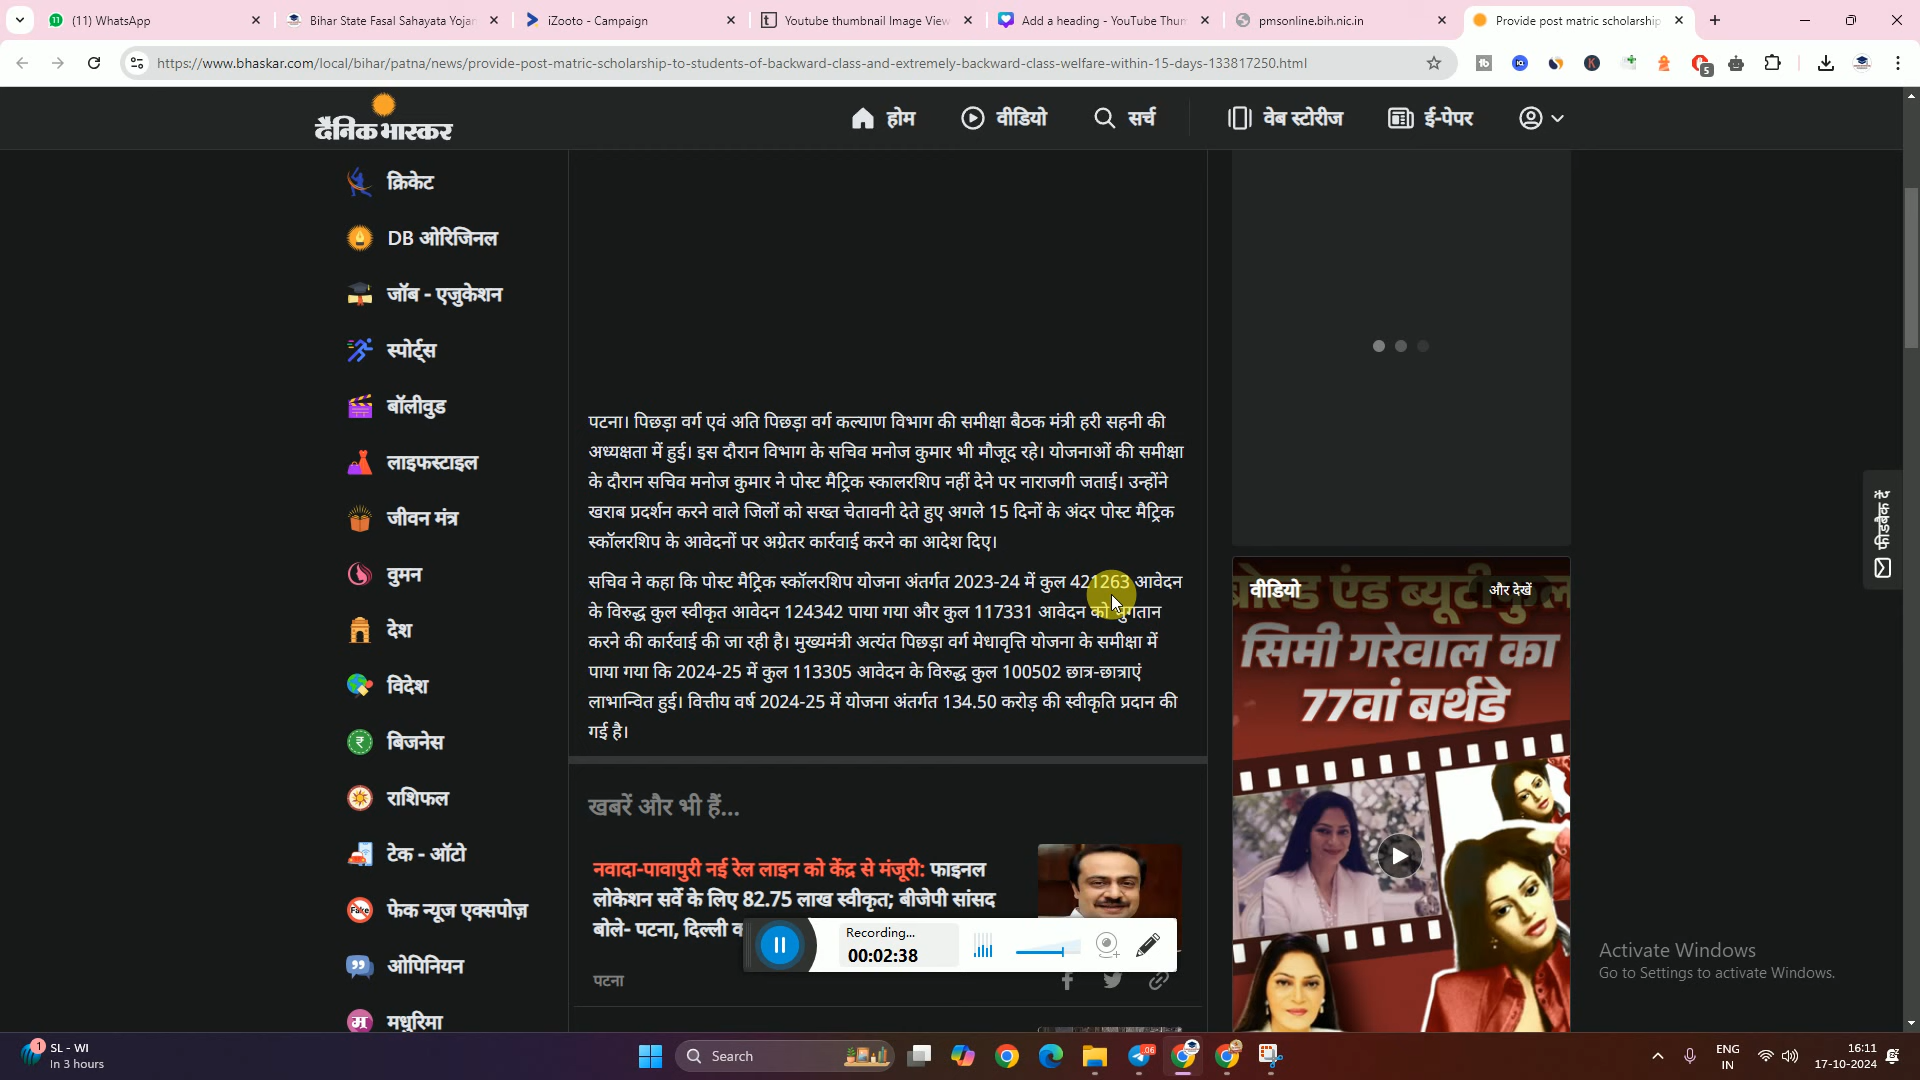 (11) WhatsApp
Bihar State Fasal Sahayata Yojan
iZooto - Campaign
Youtube thumbnail Image View
Add a heading - YouTube Thum
pmsonline.bih.nic.in
Provide post matric scholarship
https://www.bhaskar.com/local/bihar/patna/news/provide-post-matric-scholarship-to-students-of-backward-class-and-extremely-backward-class-welfare-within-15-days-133817250.html
5
दैनिक भास्कर
होम
वीडियो
सर्च
वेब स्टोरीज
ई-पेपर
क्रिकेट
DB ओरिजिनल
जॉब - एजुकेशन
स्पोर्ट्स
बॉलीवुड
लाइफस्टाइल
जीवन मंत्र
वुमन
देश
विदेश
बिजनेस
राशिफल
टेक - ऑटो
फेक न्यूज एक्सपोज़
ओपिनियन
मधुरिमा
पटना। पिछड़ा वर्ग एवं अति पिछड़ा वर्ग कल्याण विभाग की समीक्षा बैठक मंत्री हरी सहनी की
अध्यक्षता में हुई। इस दौरान विभाग के सचिव मनोज कुमार भी मौजूद रहे। योजनाओं की समीक्षा
के दौरान सचिव मनोज कुमार ने पोस्ट मैट्रिक स्कालरशिप नहीं देने पर नाराजगी जताई। उन्होंने
खराब प्रदर्शन करने वाले जिलों को सख्त चेतावनी देते हुए अगले 15 दिनों के अंदर पोस्ट मैट्रिक
स्कॉलरशिप के आवेदनों पर अग्रेतर कार्रवाई करने का आदेश दिए।
सचिव ने कहा कि पोस्ट मैट्रिक स्कॉलरशिप योजना अंतर्गत 2023-24 में कुल 421263 आवेदन
के विरुद्ध कुल स्वीकृत आवेदन 124342 पाया गया और कुल 117331 आवेदन को भुगतान
करने की कार्रवाई की जा रही है। मुख्यमंत्री अत्यंत पिछड़ा वर्ग मेधावृत्ति योजना के समीक्षा में
पाया गया कि 2024-25 में कुल 113305 आवेदन के विरुद्ध कुल 100502 छात्र-छात्राएं
लाभान्वित हुई। वित्तीय वर्ष 2024-25 में योजना अंतर्गत 134.50 करोड़ की स्वीकृति प्रदान की
गई है।
खबरें और भी हैं...
नवादा-पावापुरी नई रेल लाइन को केंद्र से मंजूरी: फाइनल
लोकेशन सर्वे के लिए 82.75 लाख स्वीकृत; बीजेपी सांसद
बोले- पटना, दिल्ली
पटना
Recording...
00:02:38
वीडियो
और देखें
बोल्ड एंड ब्यूटीफुल
सिमी गरेवाल का
77वां बर्थडे
फीडबैक दें
Activate Windows
Go to Settings to activate Windows.
1
SL - WI
In 3 hours
Search
06
ENG
IN
16:11
17-10-2024